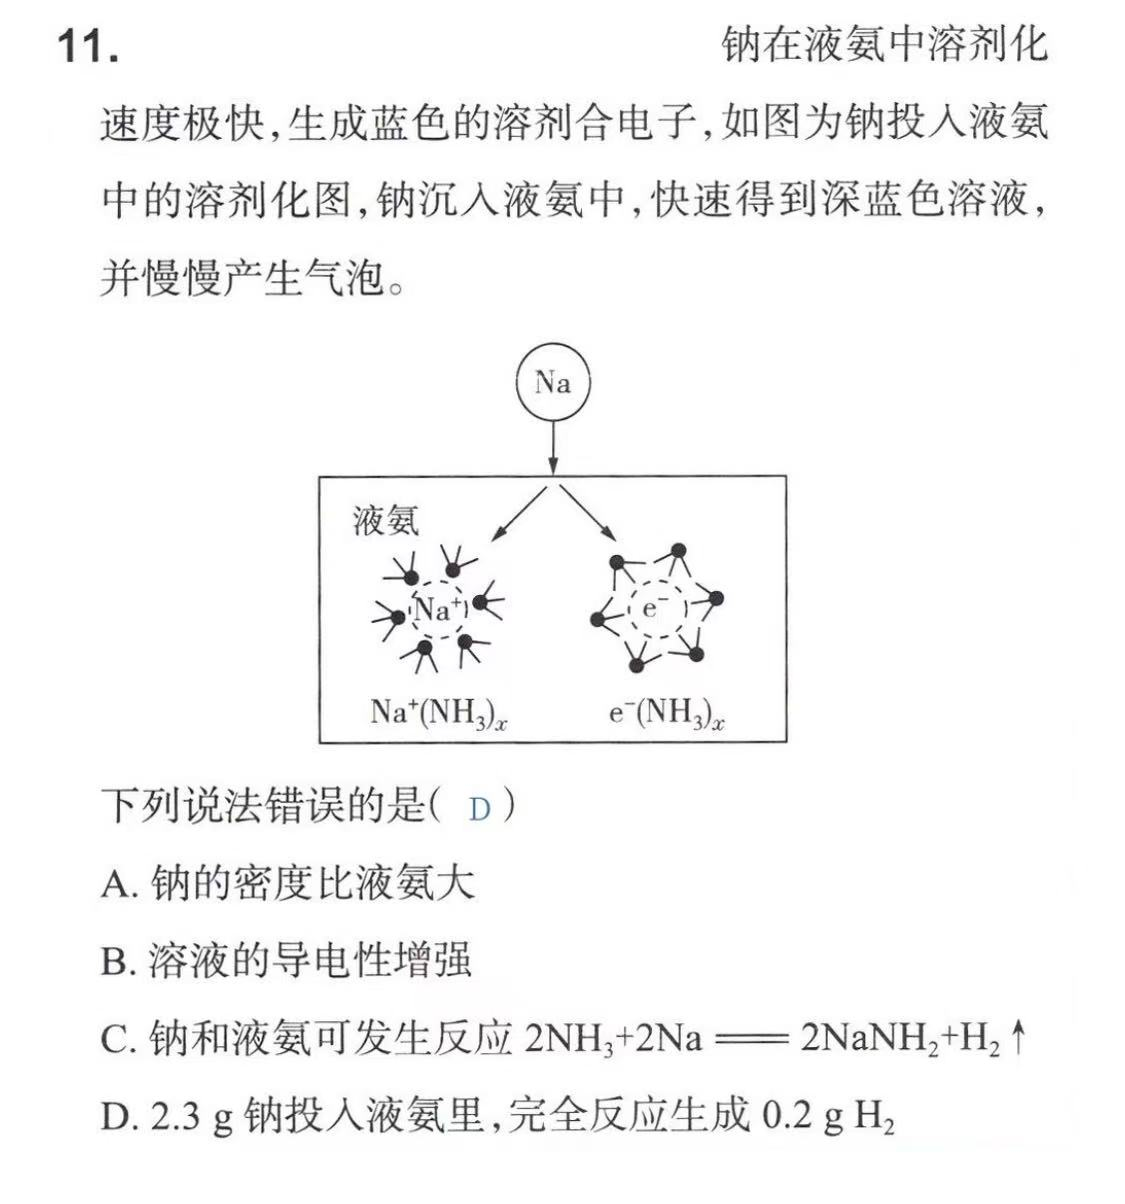 11. 钠在液氨中溶剂化
速度极快,生成蓝色的溶剂合电子,如图为钠投入液氨
中的溶剂化图,钠沉入液氨中,快速得到深蓝色溶液,
并慢慢产生气泡。
Na
液氨
Na⁺
e⁻
Na⁺(NH₃)ₓ
e⁻(NH₃)ₓ
下列说法错误的是( D )
A. 钠的密度比液氨大
B. 溶液的导电性增强
C. 钠和液氨可发生反应 2NH₃+2Na══2NaNH₂+H₂↑
D. 2.3 g 钠投入液氨里,完全反应生成 0.2 g H₂